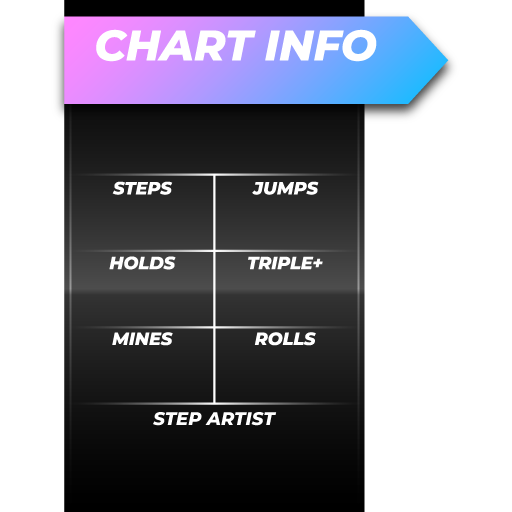 CHART INFO
STEPS JUMPS
HOLDS TRIPLE+
MINES ROLLS
STEP ARTIST